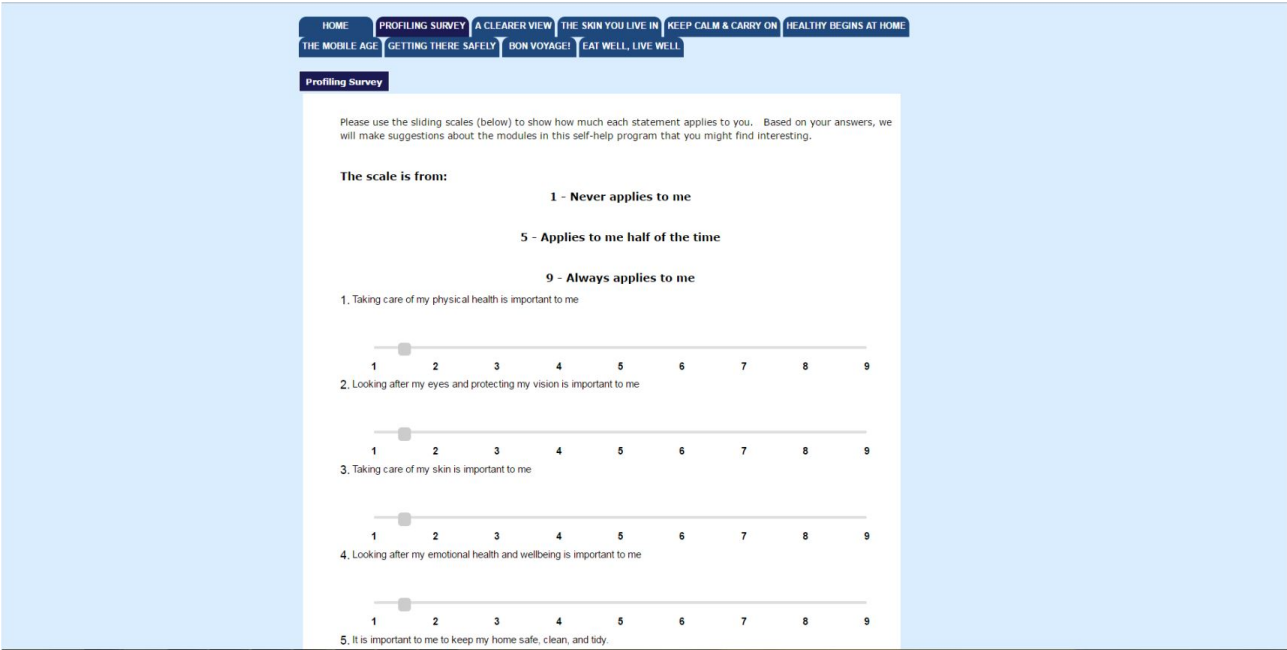 HOME PROFILING SURVEY A CLEARER VIEW THE SKIN YOU LIVE IN KEEP CALM & CARRY ON HEALTHY BEGINS AT HOME
THE MOBILE AGE GETTING THERE SAFELY BON VOYAGE! EAT WELL, LIVE WELL
Profiling Survey
Please use the sliding scales (below) to show how much each statement applies to you. Based on your answers, we
will make suggestions about the modules in this self-help program that you might find interesting.
The scale is from:
1 - Never applies to me
5 - Applies to me half of the time
9 - Always applies to me
1. Taking care of my physical health is important to me
1 2 3 4 5 6 7 8 9
2. Looking after my eyes and protecting my vision is important to me
1 2 3 4 5 6 7 8 9
3. Taking care of my skin is important to me
1 2 3 4 5 6 7 8 9
4. Looking after my emotional health and wellbeing is important to me
1 2 3 4 5 6 7 8 9
5. It is important to me to keep my home safe, clean, and tidy.